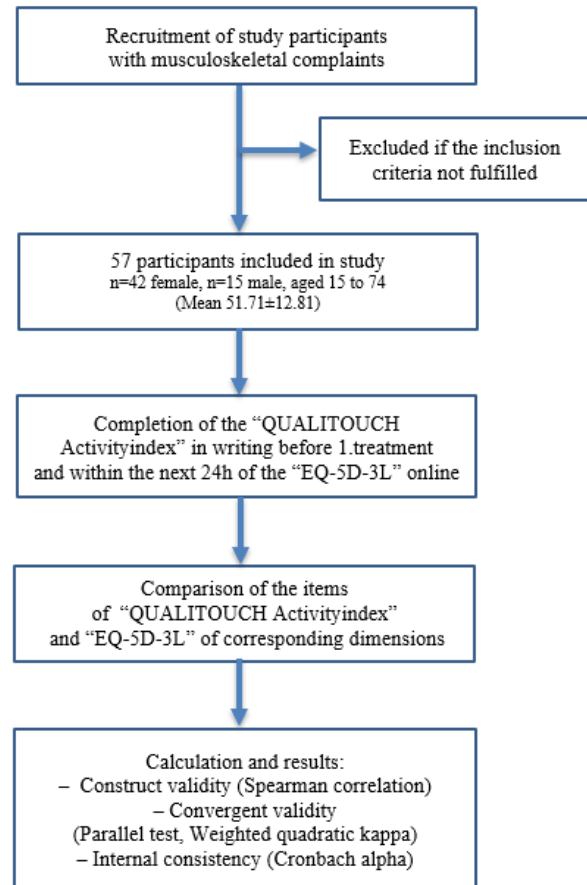 Recruitment of study participants
with musculoskeletal complaints
Excluded if the inclusion
criteria not fulfilled
57 participants included in study
n=42 female, n=15 male, aged 15 to 74
(Mean 51.71±12.81)
Completion of the “QUALITOUCH
Activityindex” in writing before 1.treatment
and within the next 24h of the “EQ-5D-3L” online
Comparison of the items
of “QUALITOUCH Activityindex”
and “EQ-5D-3L” of corresponding dimensions
Calculation and results:
– Construct validity (Spearman correlation)
– Convergent validity
(Parallel test, Weighted quadratic kappa)
– Internal consistency (Cronbach alpha)